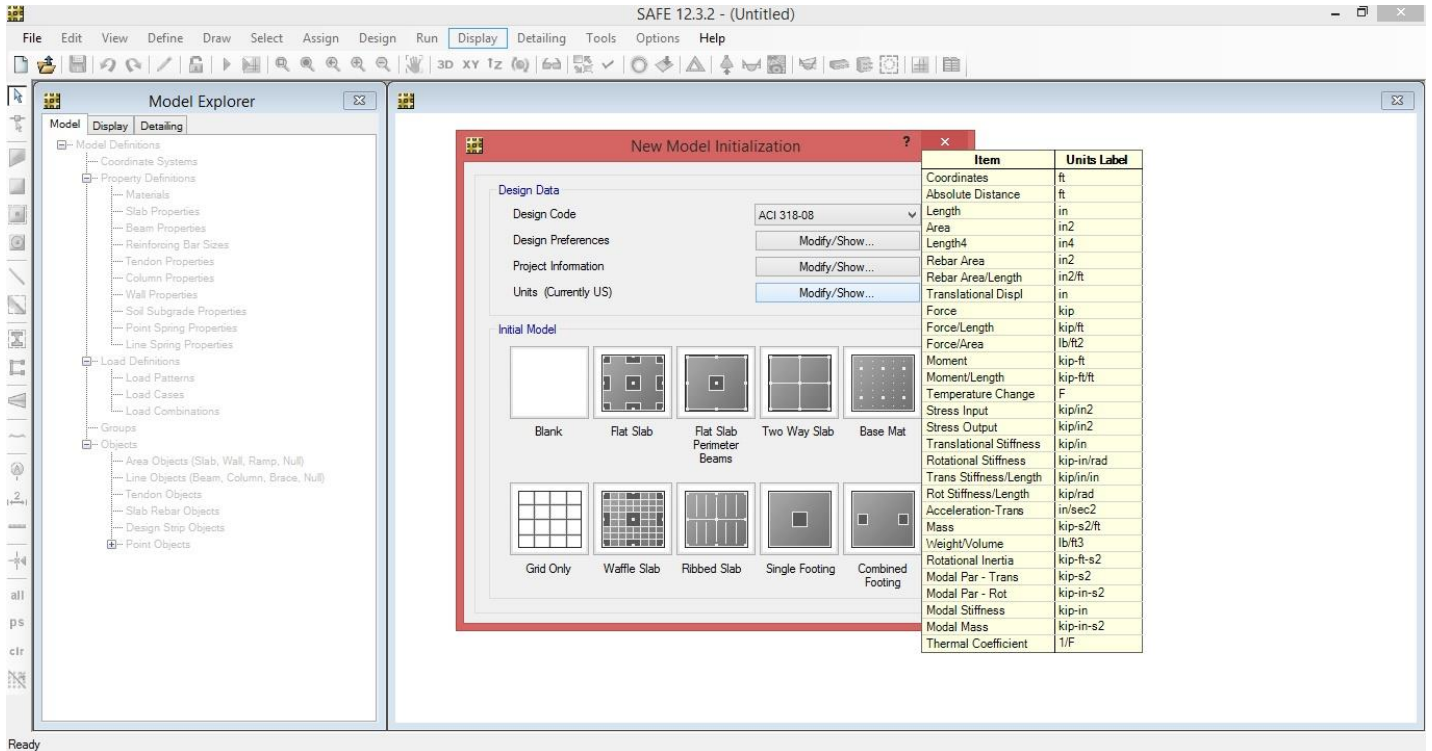 SAFE 12.3.2 - (Untitled)
File Edit View Define Draw Select Assign Design Run Display Detailing Tools Options Help
3D XY
Model Explorer
Model Display Detailing
Model Definitions
Coordinate Systems
Property Definitions
Materials
Slab Properties
Beam Properties
Reinforcing Bar Sizes
Tendon Properties
Column Properties
Wall Properties
Soil Subgrade Properties
Point Spring Properties
Line Spring Properties
Load Definitions
Load Patterns
Load Cases
Load Combinations
Groups
Objects
Area Objects (Slab, Wall, Ramp, Null)
Line Objects (Beam, Column, Brace, Null)
Tendon Objects
Slab Rebar Objects
Design Strip Objects
Point Objects
2
all
ps
clr
New Model Initialization ?
Design Data
Design Code ACI 318-08
Design Preferences Modify/Show...
Project Information Modify/Show...
Units (Currently US) Modify/Show...
Initial Model
Blank
Flat Slab
Flat Slab Perimeter Beams
Two Way Slab
Base Mat
Grid Only
Waffle Slab
Ribbed Slab
Single Footing
Combined Footing
Item Units Label
Coordinates ft
Absolute Distance ft
Length in
Area in2
Length4 in4
Rebar Area in2
Rebar Area/Length in2/ft
Translational Displ in
Force kip
Force/Length kip/ft
Force/Area lb/ft2
Moment kip-ft
Moment/Length kip-ft/ft
Temperature Change F
Stress Input kip/in2
Stress Output kip/in2
Translational Stiffness kip/in
Rotational Stiffness kip-in/rad
Trans Stiffness/Length kip/in/in
Rot Stiffness/Length kip/rad
Acceleration-Trans in/sec2
Mass kip-s2/ft
Weight/Volume lb/ft3
Rotational Inertia kip-ft-s2
Modal Par - Trans kip-s2
Modal Par - Rot kip-in-s2
Modal Stiffness kip-in
Modal Mass kip-in-s2
Thermal Coefficient 1/F
Ready